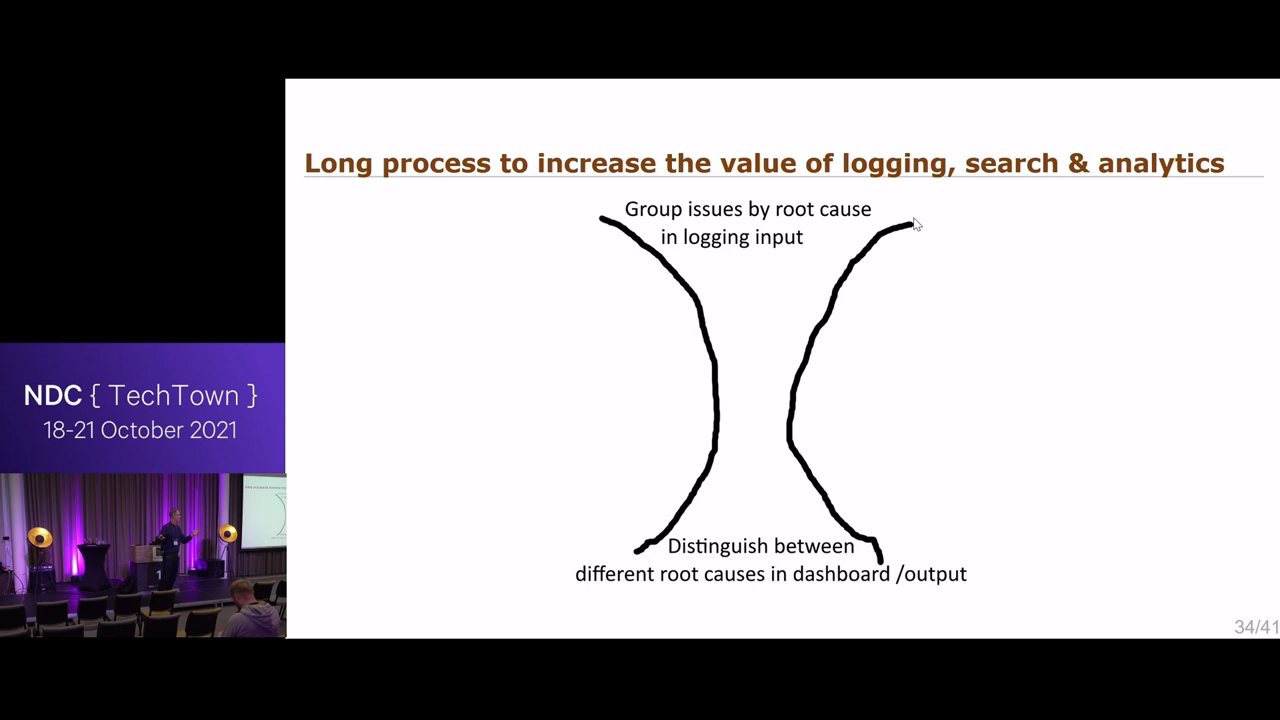 Long process to increase the value of logging, search & analytics
Group issues by root cause
in logging input
NDC { TechTown }
18-21 October 2021
Distinguish between
different root causes in dashboard /output
34/41